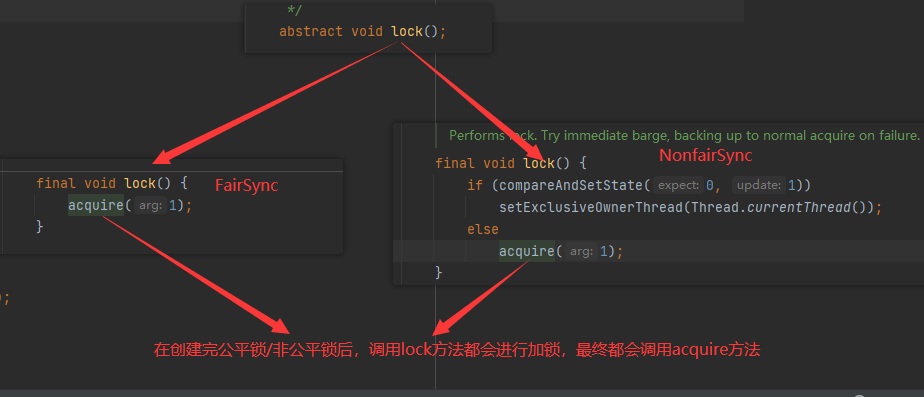 */
abstract void lock();
Performs lock. Try immediate barge, backing up to normal acquire on failure.
NonfairSync
final void lock() {
if (compareAndSetState( expect: 0, update: 1))
setExclusiveOwnerThread(Thread.currentThread());
else
acquire( arg: 1);
}
final void lock() {
FairSync
acquire( arg: 1);
}
);
在创建完公平锁/非公平锁后，调用lock方法都会进行加锁，最终都会调用acquire方法